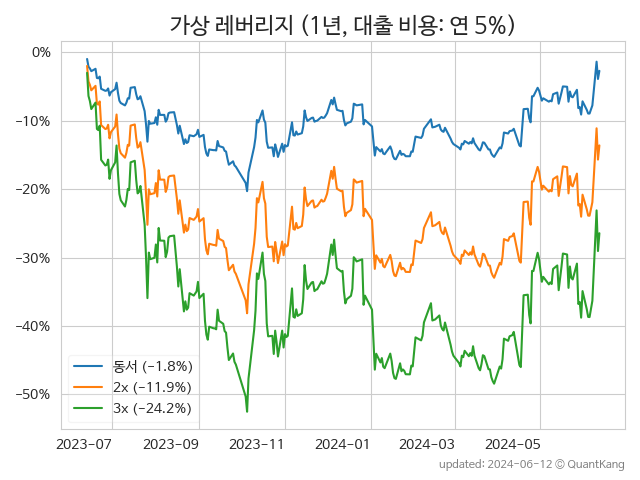 가상 레버리지 (1년, 대출 비용: 연 5%)
0%
−10%
−20%
−30%
−40%
−50%
동서 (−1.8%)
2x (−11.9%)
3x (−24.2%)
2023-07 2023-09 2023-11 2024-01 2024-03 2024-05
updated: 2024-06-12 © QuantKang